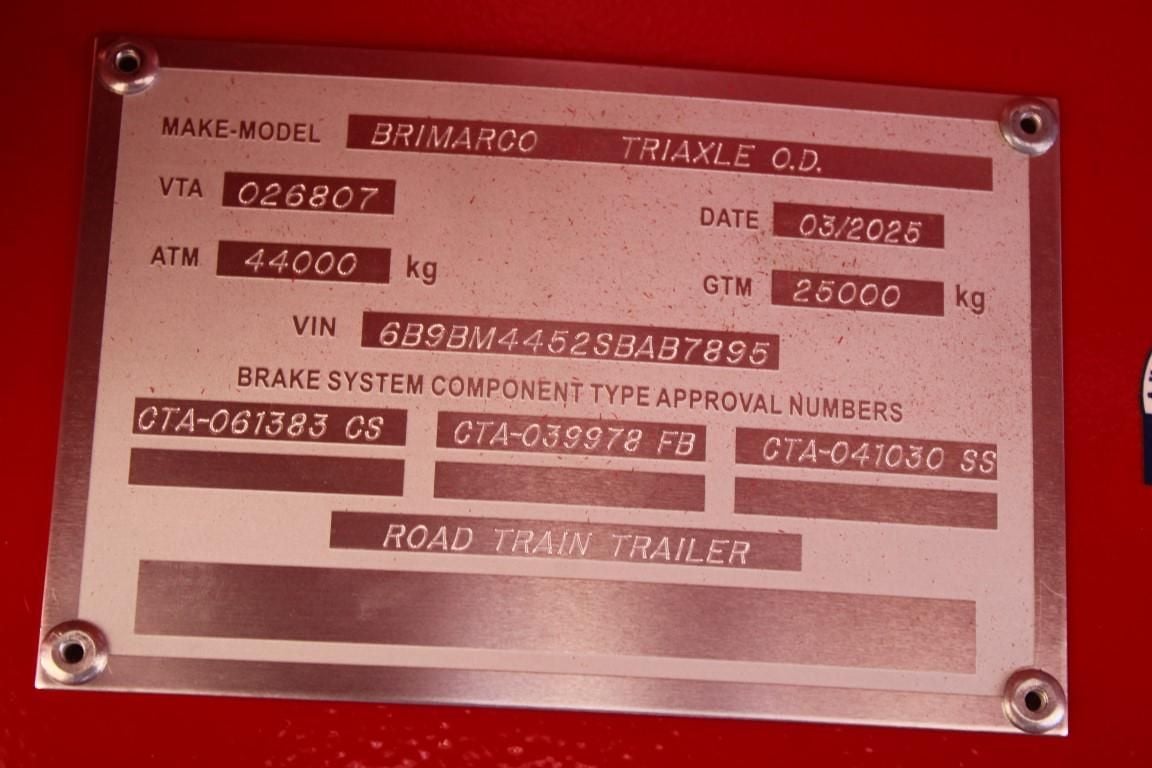 MAKE-MODEL BRIMARCO TRIAXLE O.D.
VTA 026807
DATE 03/2025
ATM 44000 kg
GTM 25000 kg
VIN 6B9BM4452SBAB7895
BRAKE SYSTEM COMPONENT TYPE APPROVAL NUMBERS
CTA-061383 CS CTA-039978 FB CTA-041030 SS
ROAD TRAIN TRAILER